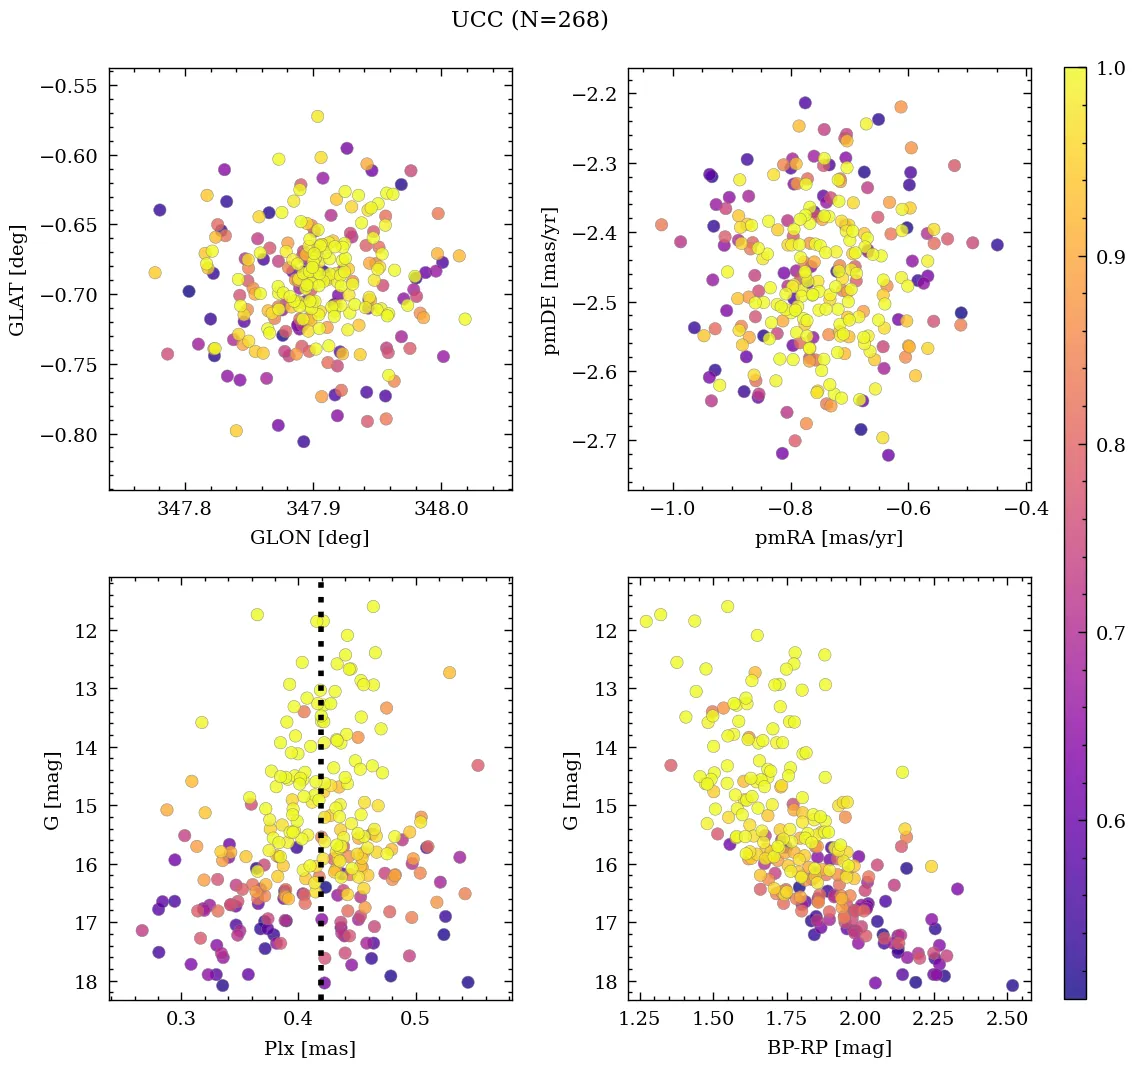 UCC (N=268)
−0.55
−0.60
−0.65
−0.70
−0.75
−0.80
GLAT [deg]
347.8 347.9 348.0
GLON [deg]
−2.2
−2.3
−2.4
−2.5
−2.6
−2.7
pmDE [mas/yr]
−1.0 −0.8 −0.6 −0.4
pmRA [mas/yr]
12
13
14
15
16
17
18
G [mag]
0.3 0.4 0.5
Plx [mas]
12
13
14
15
16
17
18
G [mag]
1.25 1.50 1.75 2.00 2.25 2.50
BP-RP [mag]
1.0
0.9
0.8
0.7
0.6